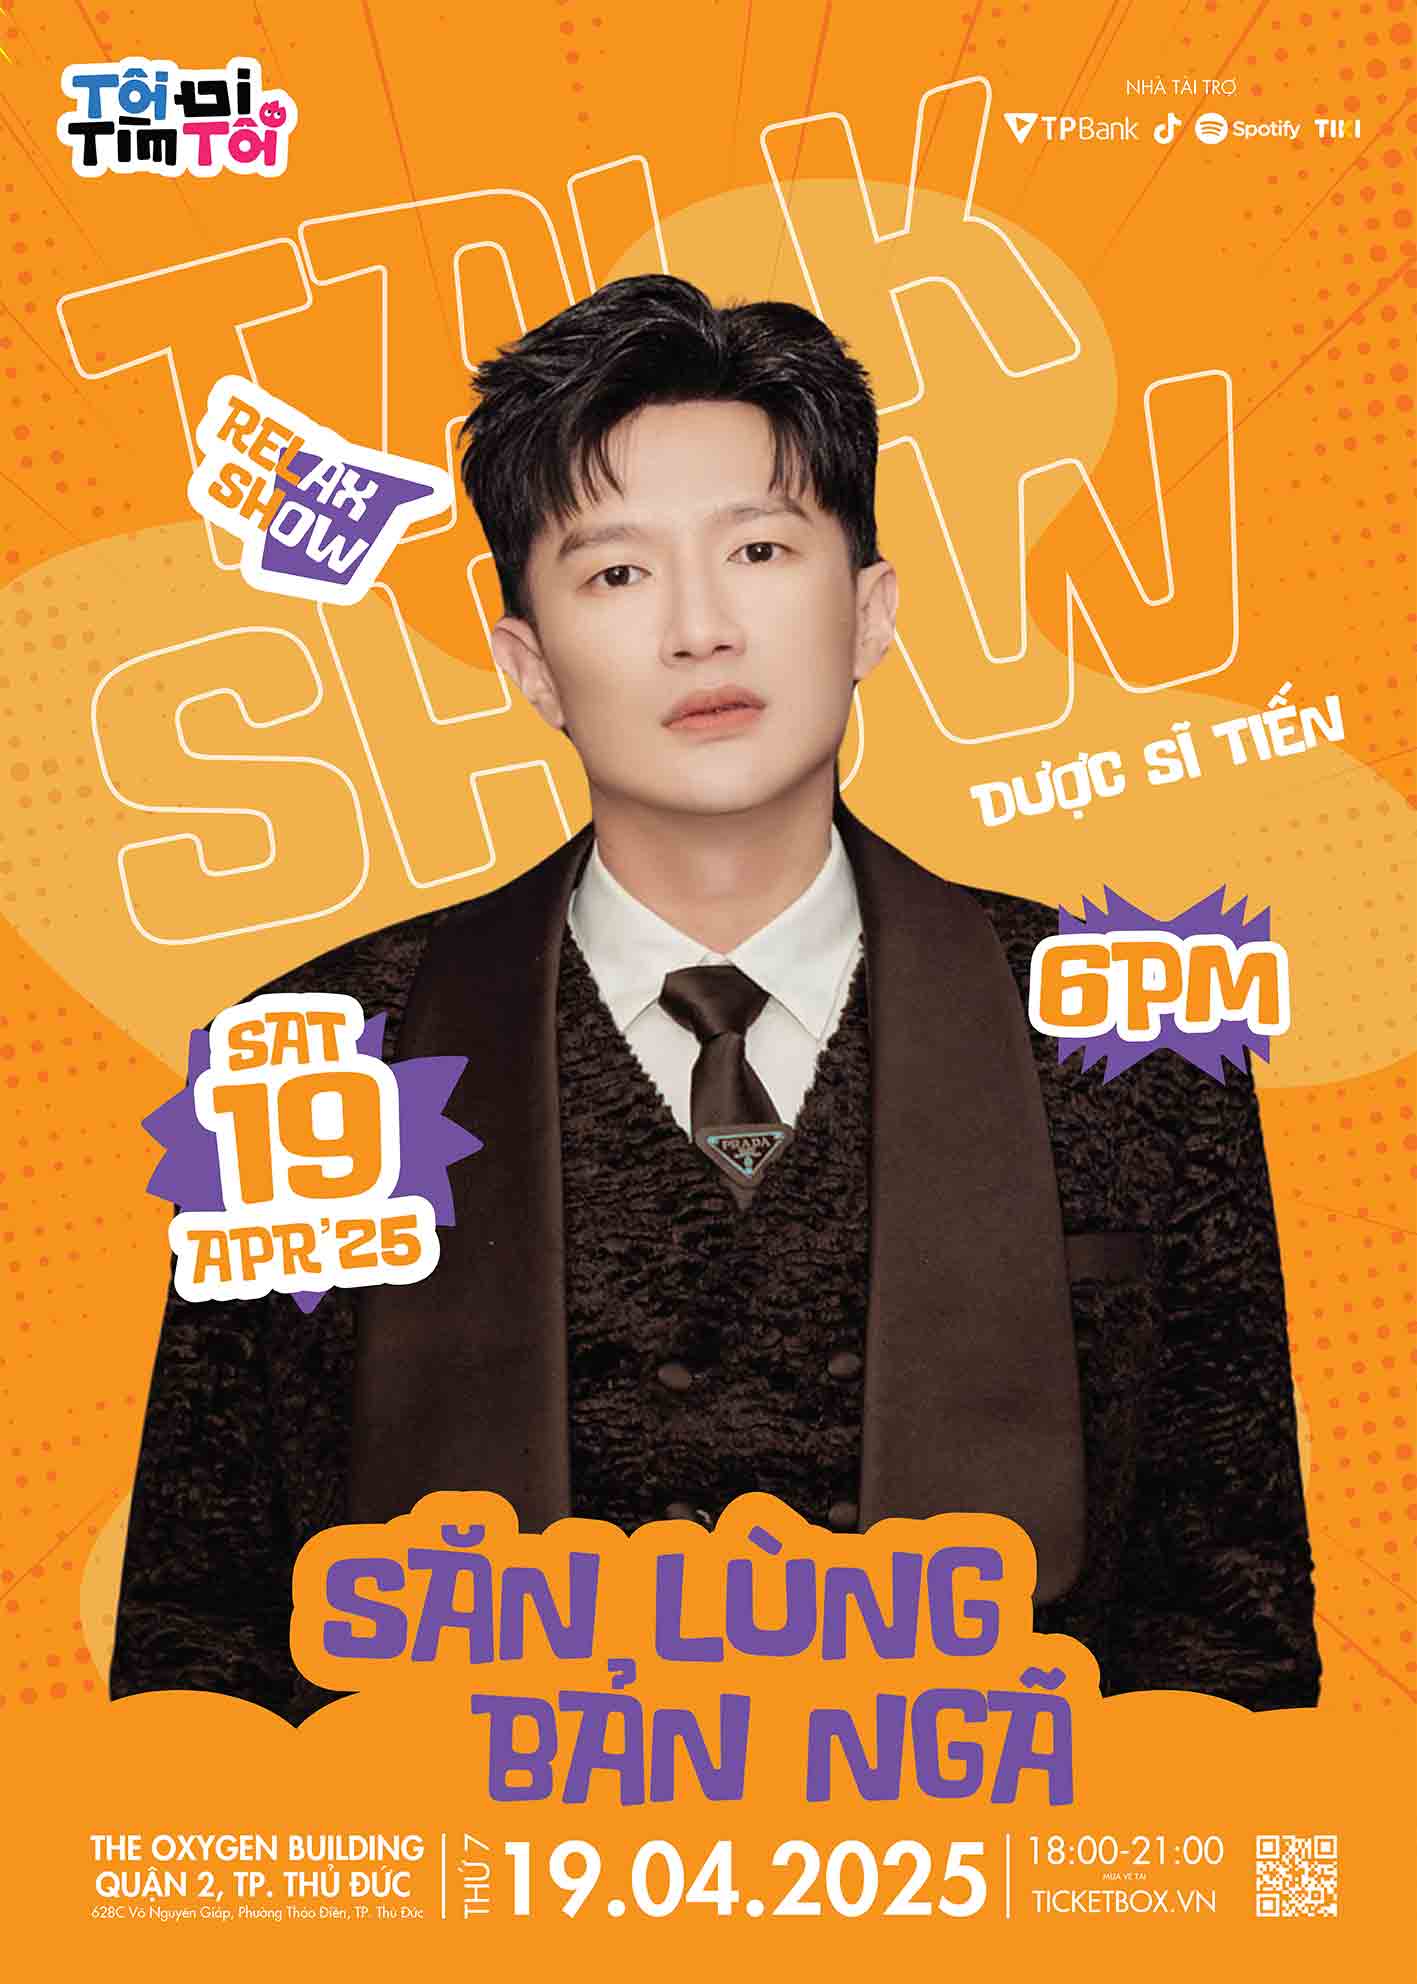 TÔI ĐI
TÌM TÔI
NHÀ TÀI TRỢ
TPBank
Spotify
TIKI
TALK
SHOW
RELAX
SHOW
DƯỢC SĨ TIẾN
6PM
SAT
19
APR'25
PRADA
SĂN LÙNG
BẢN NGÃ
THE OXYGEN BUILDING
QUẬN 2, TP. THỦ ĐỨC
628C Võ Nguyên Giáp, Phường Thảo Điền, TP. Thủ Đức
THỨ 7
19.04.2025
18:00-21:00
MUA VÉ TẠI
TICKETBOX.VN